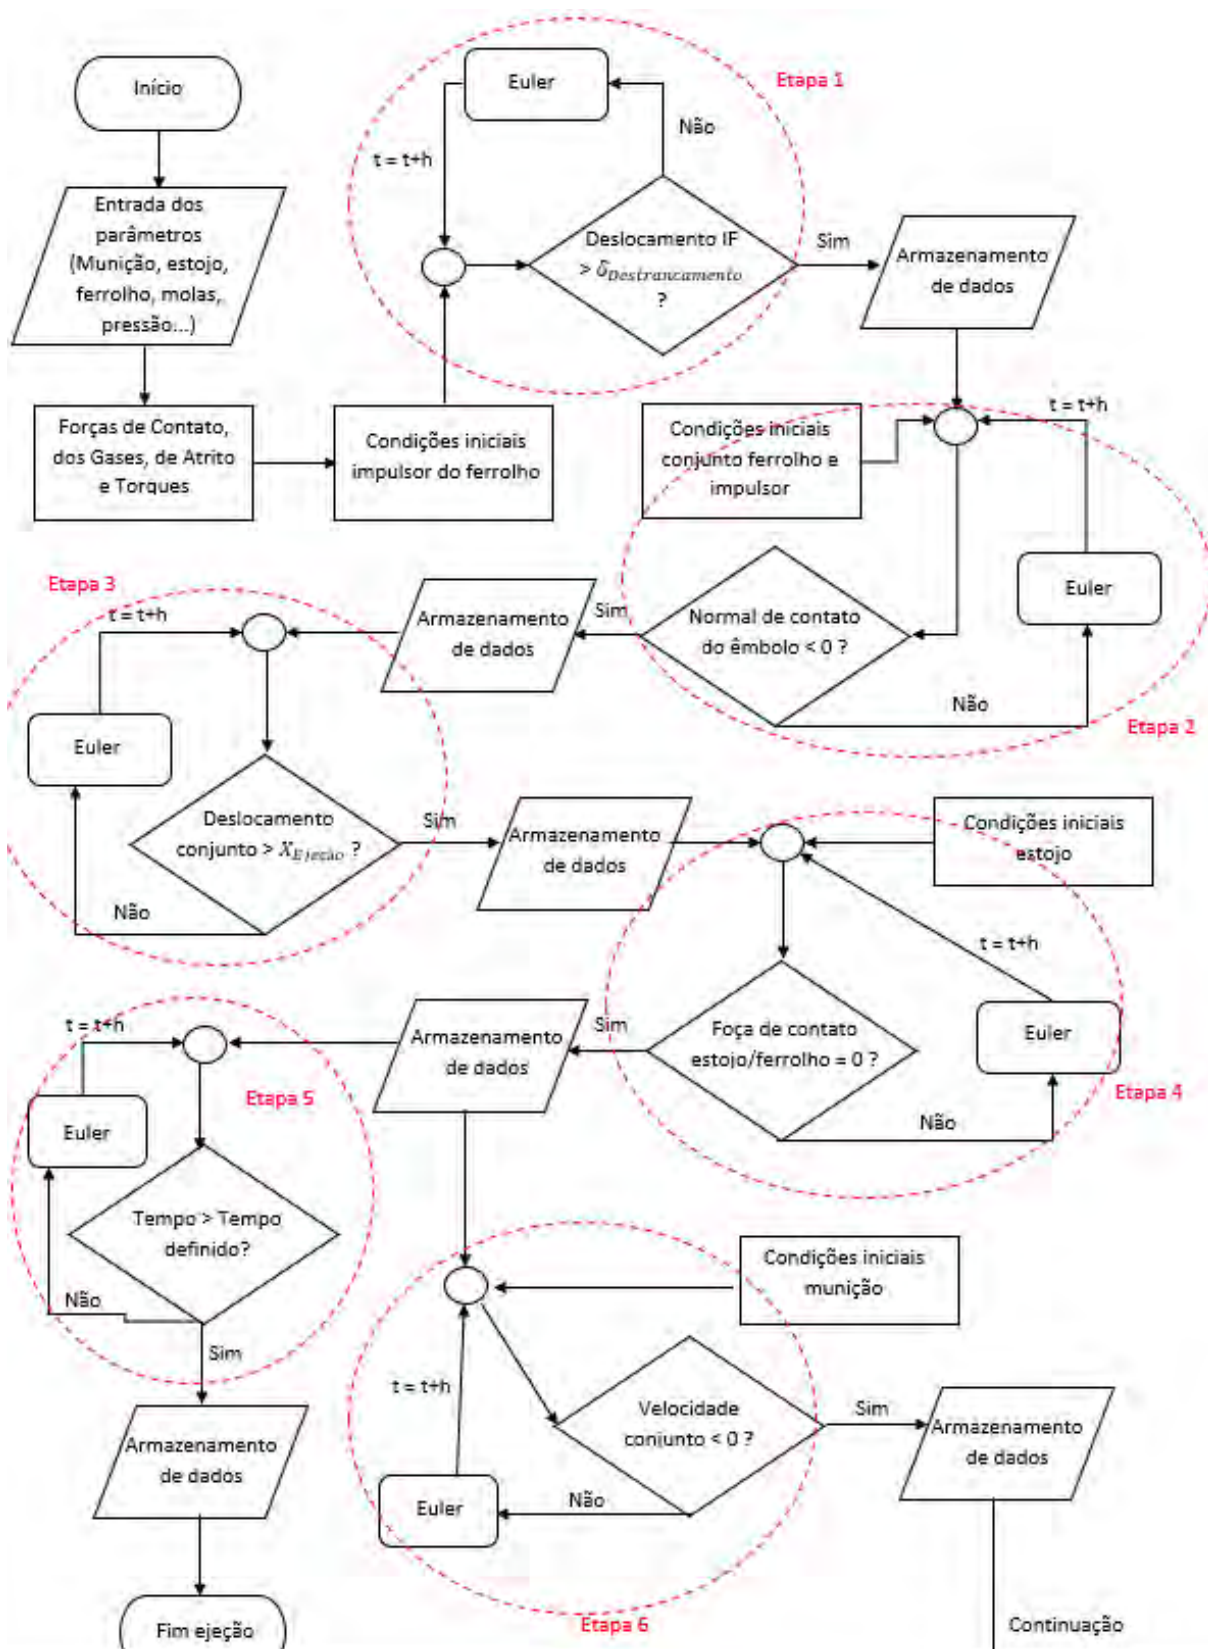 Início
Entrada dos
parâmetros
(Munição, estojo,
ferrolho, molas,
pressão...)
Forças de Contato,
dos Gases, de Atrito
e Torques
Condições iniciais
impulsor do ferrolho
Etapa 1
Euler
Não
t = t+h
Deslocamento IF
> δDestrancamento
?
Sim
Armazenamento
de dados
t = t+h
Condições iniciais
conjunto ferrolho e
impulsor
Euler
Normal de contato
do êmbolo < 0 ?
Não
Etapa 2
Sim
Armazenamento
de dados
Etapa 3
t = t+h
Euler
Deslocamento
conjunto > XEjeção ?
Não
Sim
Armazenamento
de dados
Condições iniciais
estojo
t = t+h
Euler
Foça de contato
estojo/ferrolho = 0 ?
Não
Etapa 4
Sim
Armazenamento
de dados
t = t+h
Etapa 5
Euler
Tempo > Tempo
definido?
Não
Sim
Armazenamento
de dados
Fim ejeção
Condições iniciais
munição
t = t+h
Velocidade
conjunto < 0 ?
Não
Euler
Etapa 6
Sim
Armazenamento
de dados
Continuação